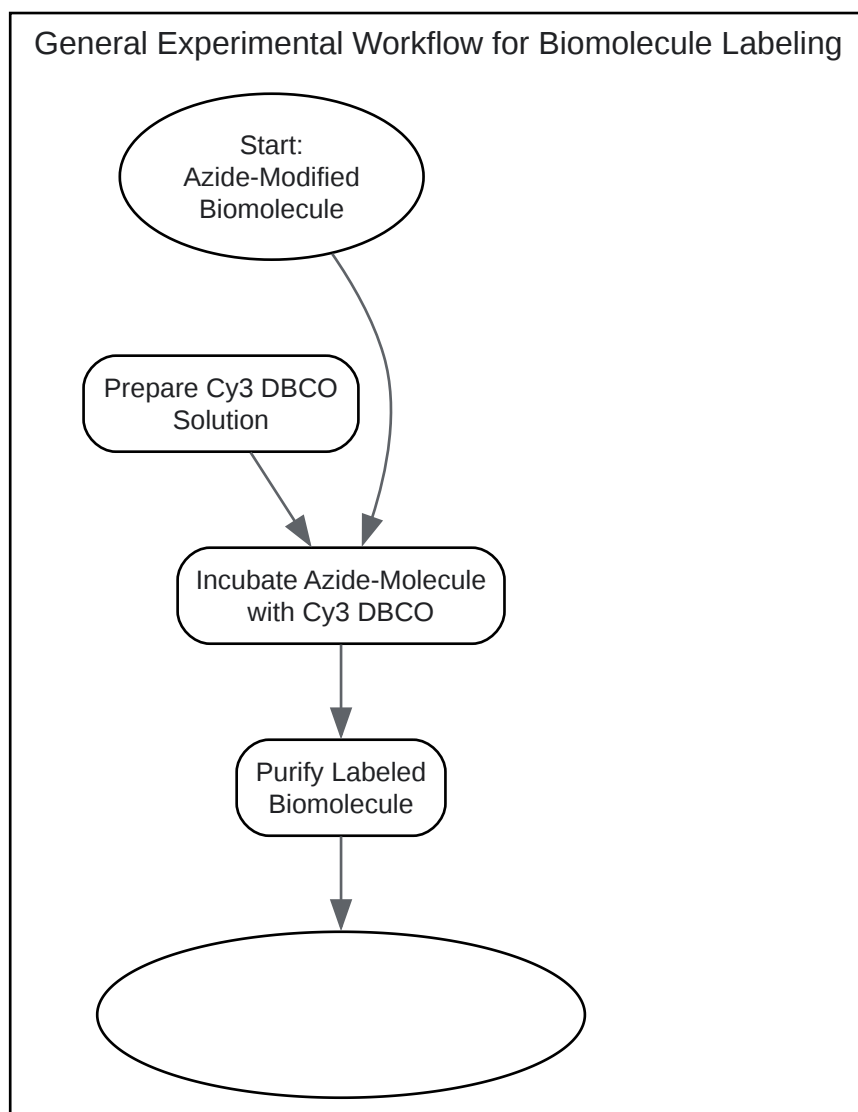 General Experimental Workflow for Biomolecule Labeling
Start:
Azide-Modified
Biomolecule
Prepare Cy3 DBCO
Solution
Incubate Azide-Molecule
with Cy3 DBCO
Purify Labeled
Biomolecule